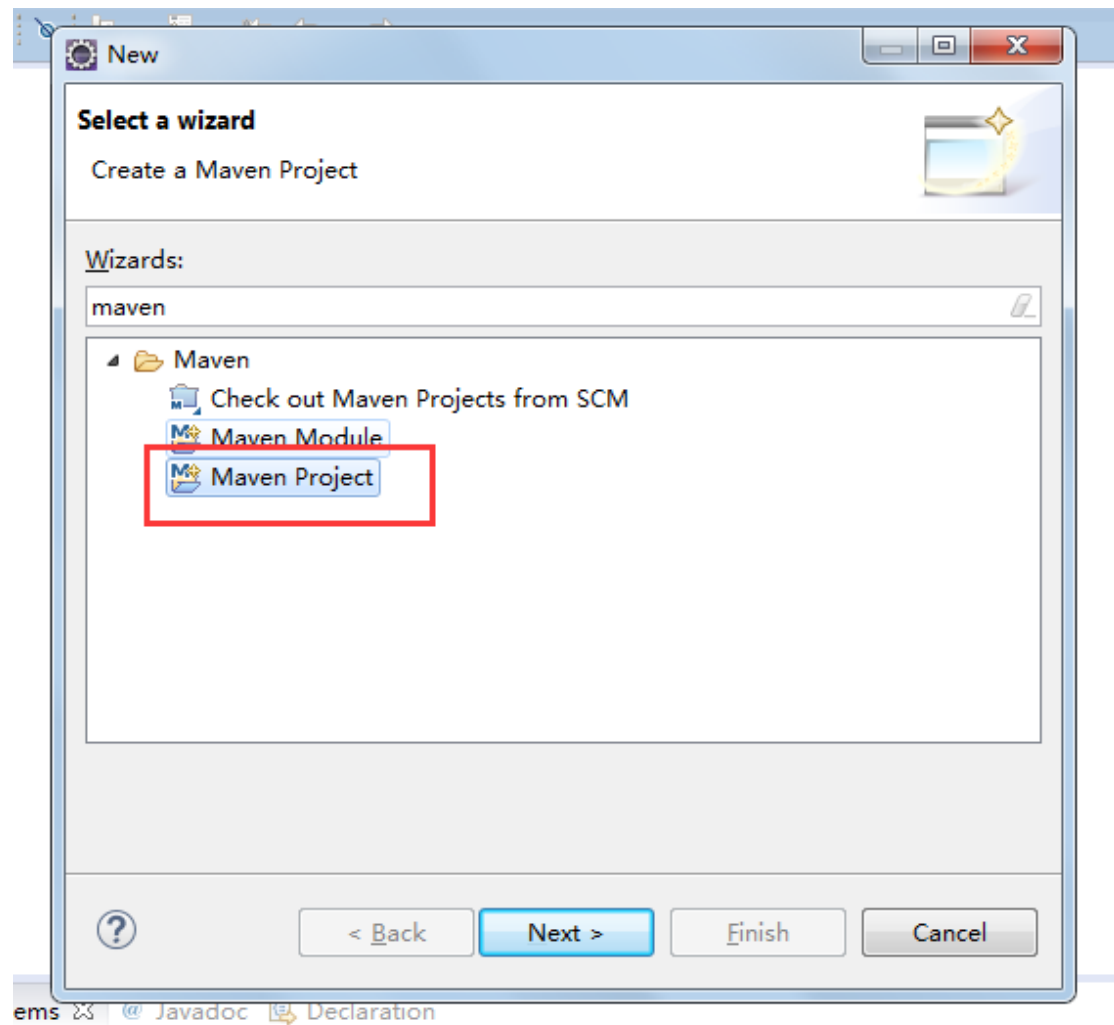 New
Select a wizard
Create a Maven Project
Wizards:
maven
Maven
Check out Maven Projects from SCM
Maven Module
Maven Project
< Back
Next >
Finish
Cancel
ems
@ Javadoc
Declaration